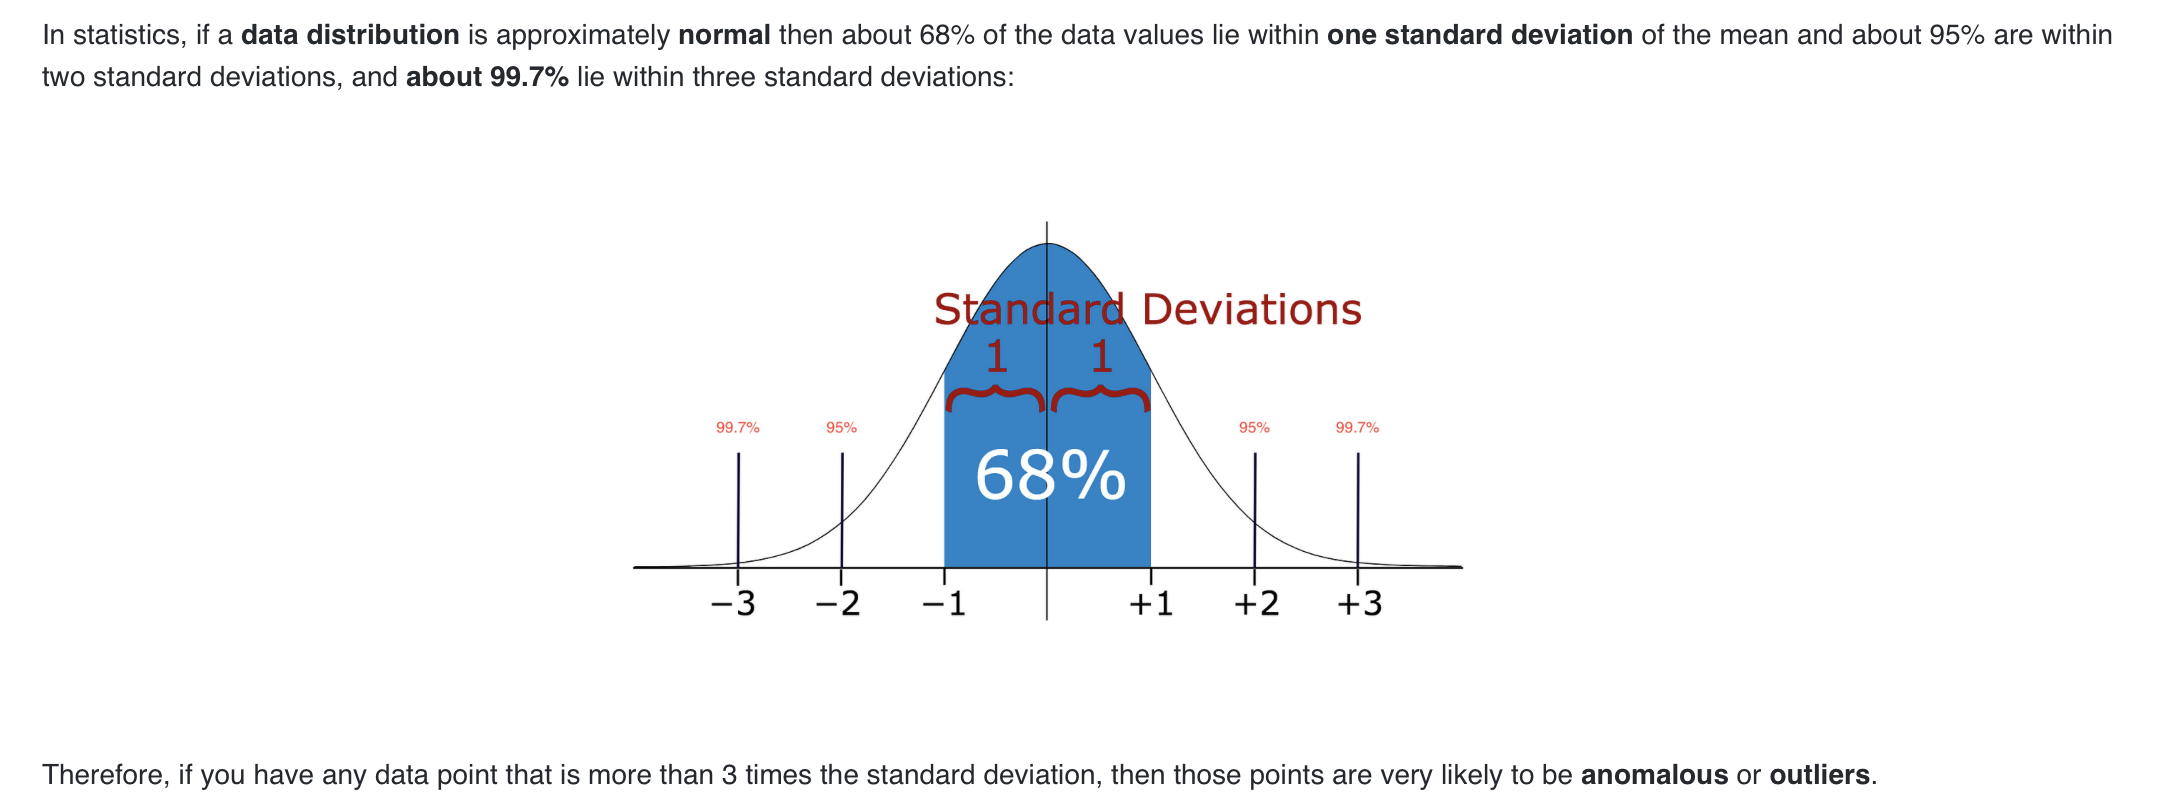 In statistics, if a data distribution is approximately normal then about 68% of the data values lie within one standard deviation of the mean and about 95% are within
two standard deviations, and about 99.7% lie within three standard deviations:
Standard Deviations
1 1
99.7% 95% 95% 99.7%
68%
−3 −2 −1 +1 +2 +3
Therefore, if you have any data point that is more than 3 times the standard deviation, then those points are very likely to be anomalous or outliers.